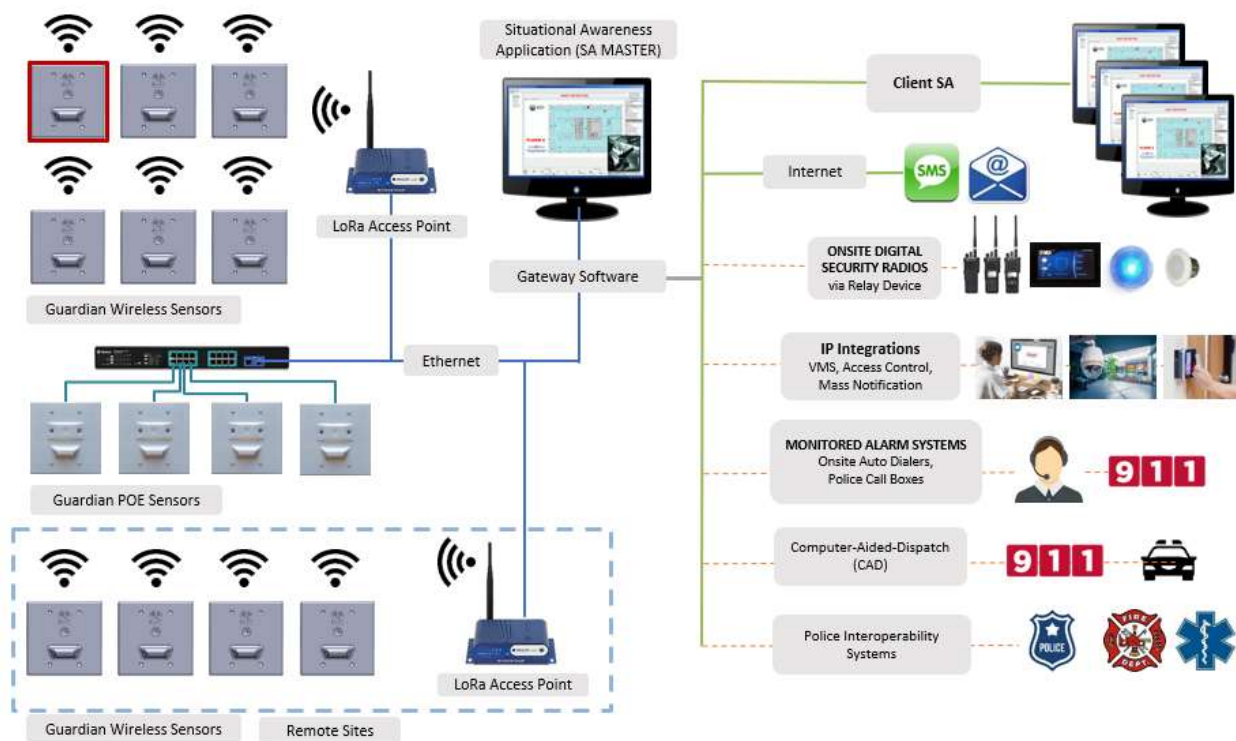 Situational Awareness
Application (SA MASTER)
Client SA
Internet
SMS
@
LoRa Access Point
Gateway Software
ONSITE DIGITAL
SECURITY RADIOS
via Relay Device
Guardian Wireless Sensors
Ethernet
IP Integrations
VMS, Access Control,
Mass Notification
Guardian POE Sensors
MONITORED ALARM SYSTEMS
Onsite Auto Dialers,
Police Call Boxes
911
Computer-Aided-Dispatch
(CAD)
911
Police Interoperability
Systems
POLICE
FIRE
DEPT.
LoRa Access Point
Guardian Wireless Sensors
Remote Sites